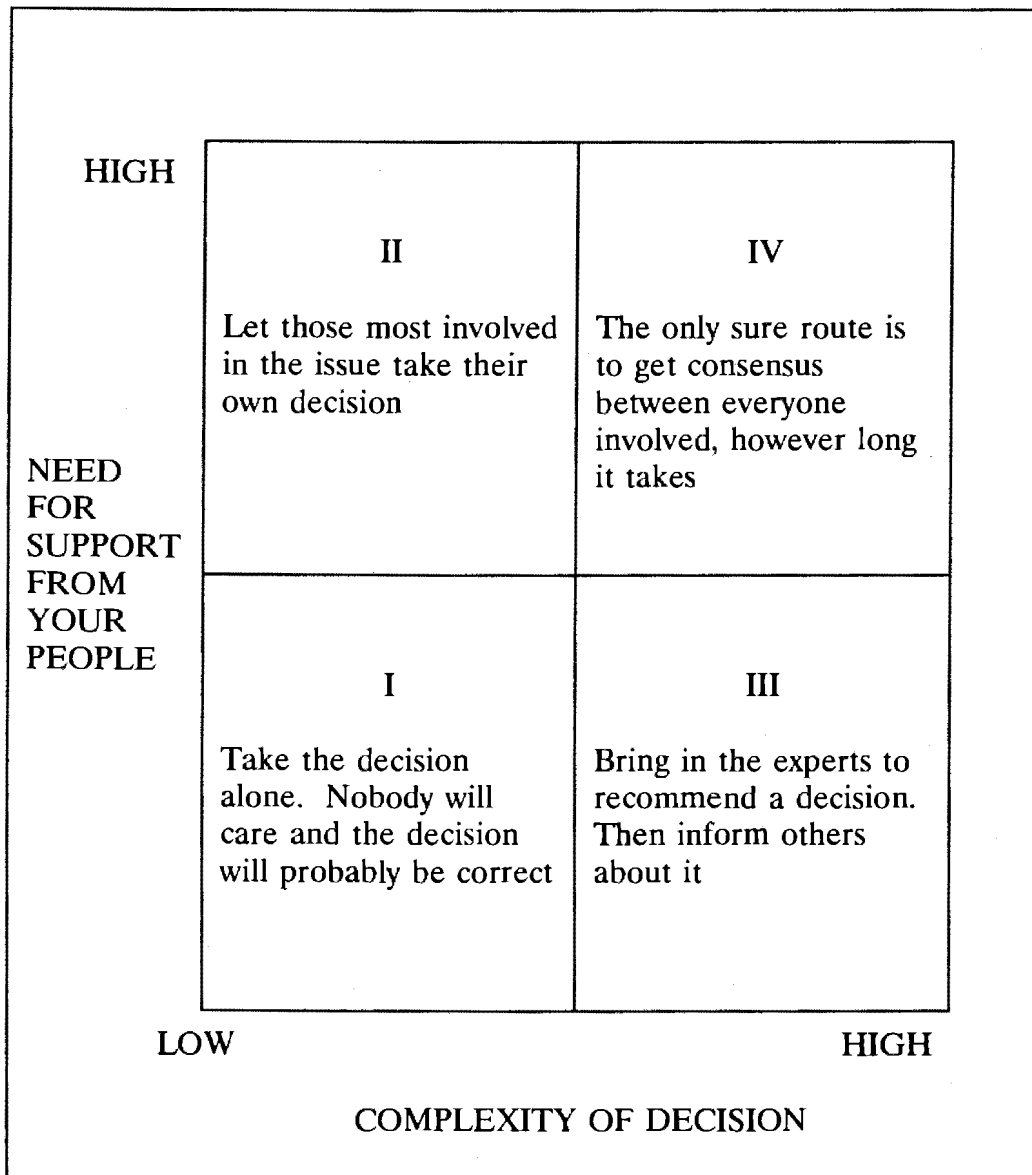 HIGH
II
Let those most involved
in the issue take their
own decision
IV
The only sure route is
to get consensus
between everyone
involved, however long
it takes
NEED
FOR
SUPPORT
FROM
YOUR
PEOPLE
I
Take the decision
alone. Nobody will
care and the decision
will probably be correct
III
Bring in the experts to
recommend a decision.
Then inform others
about it
LOW
HIGH
COMPLEXITY OF DECISION